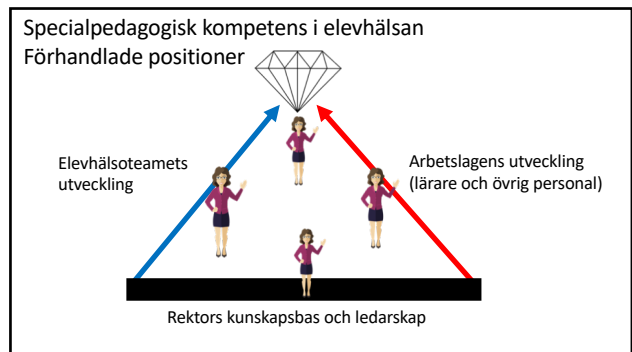 Specialpedagogisk kompetens i elevhälsan
Förhandlade positioner
Elevhälsoteamets
utveckling
Arbetslagens utveckling
(lärare och övrig personal)
Rektors kunskapsbas och ledarskap